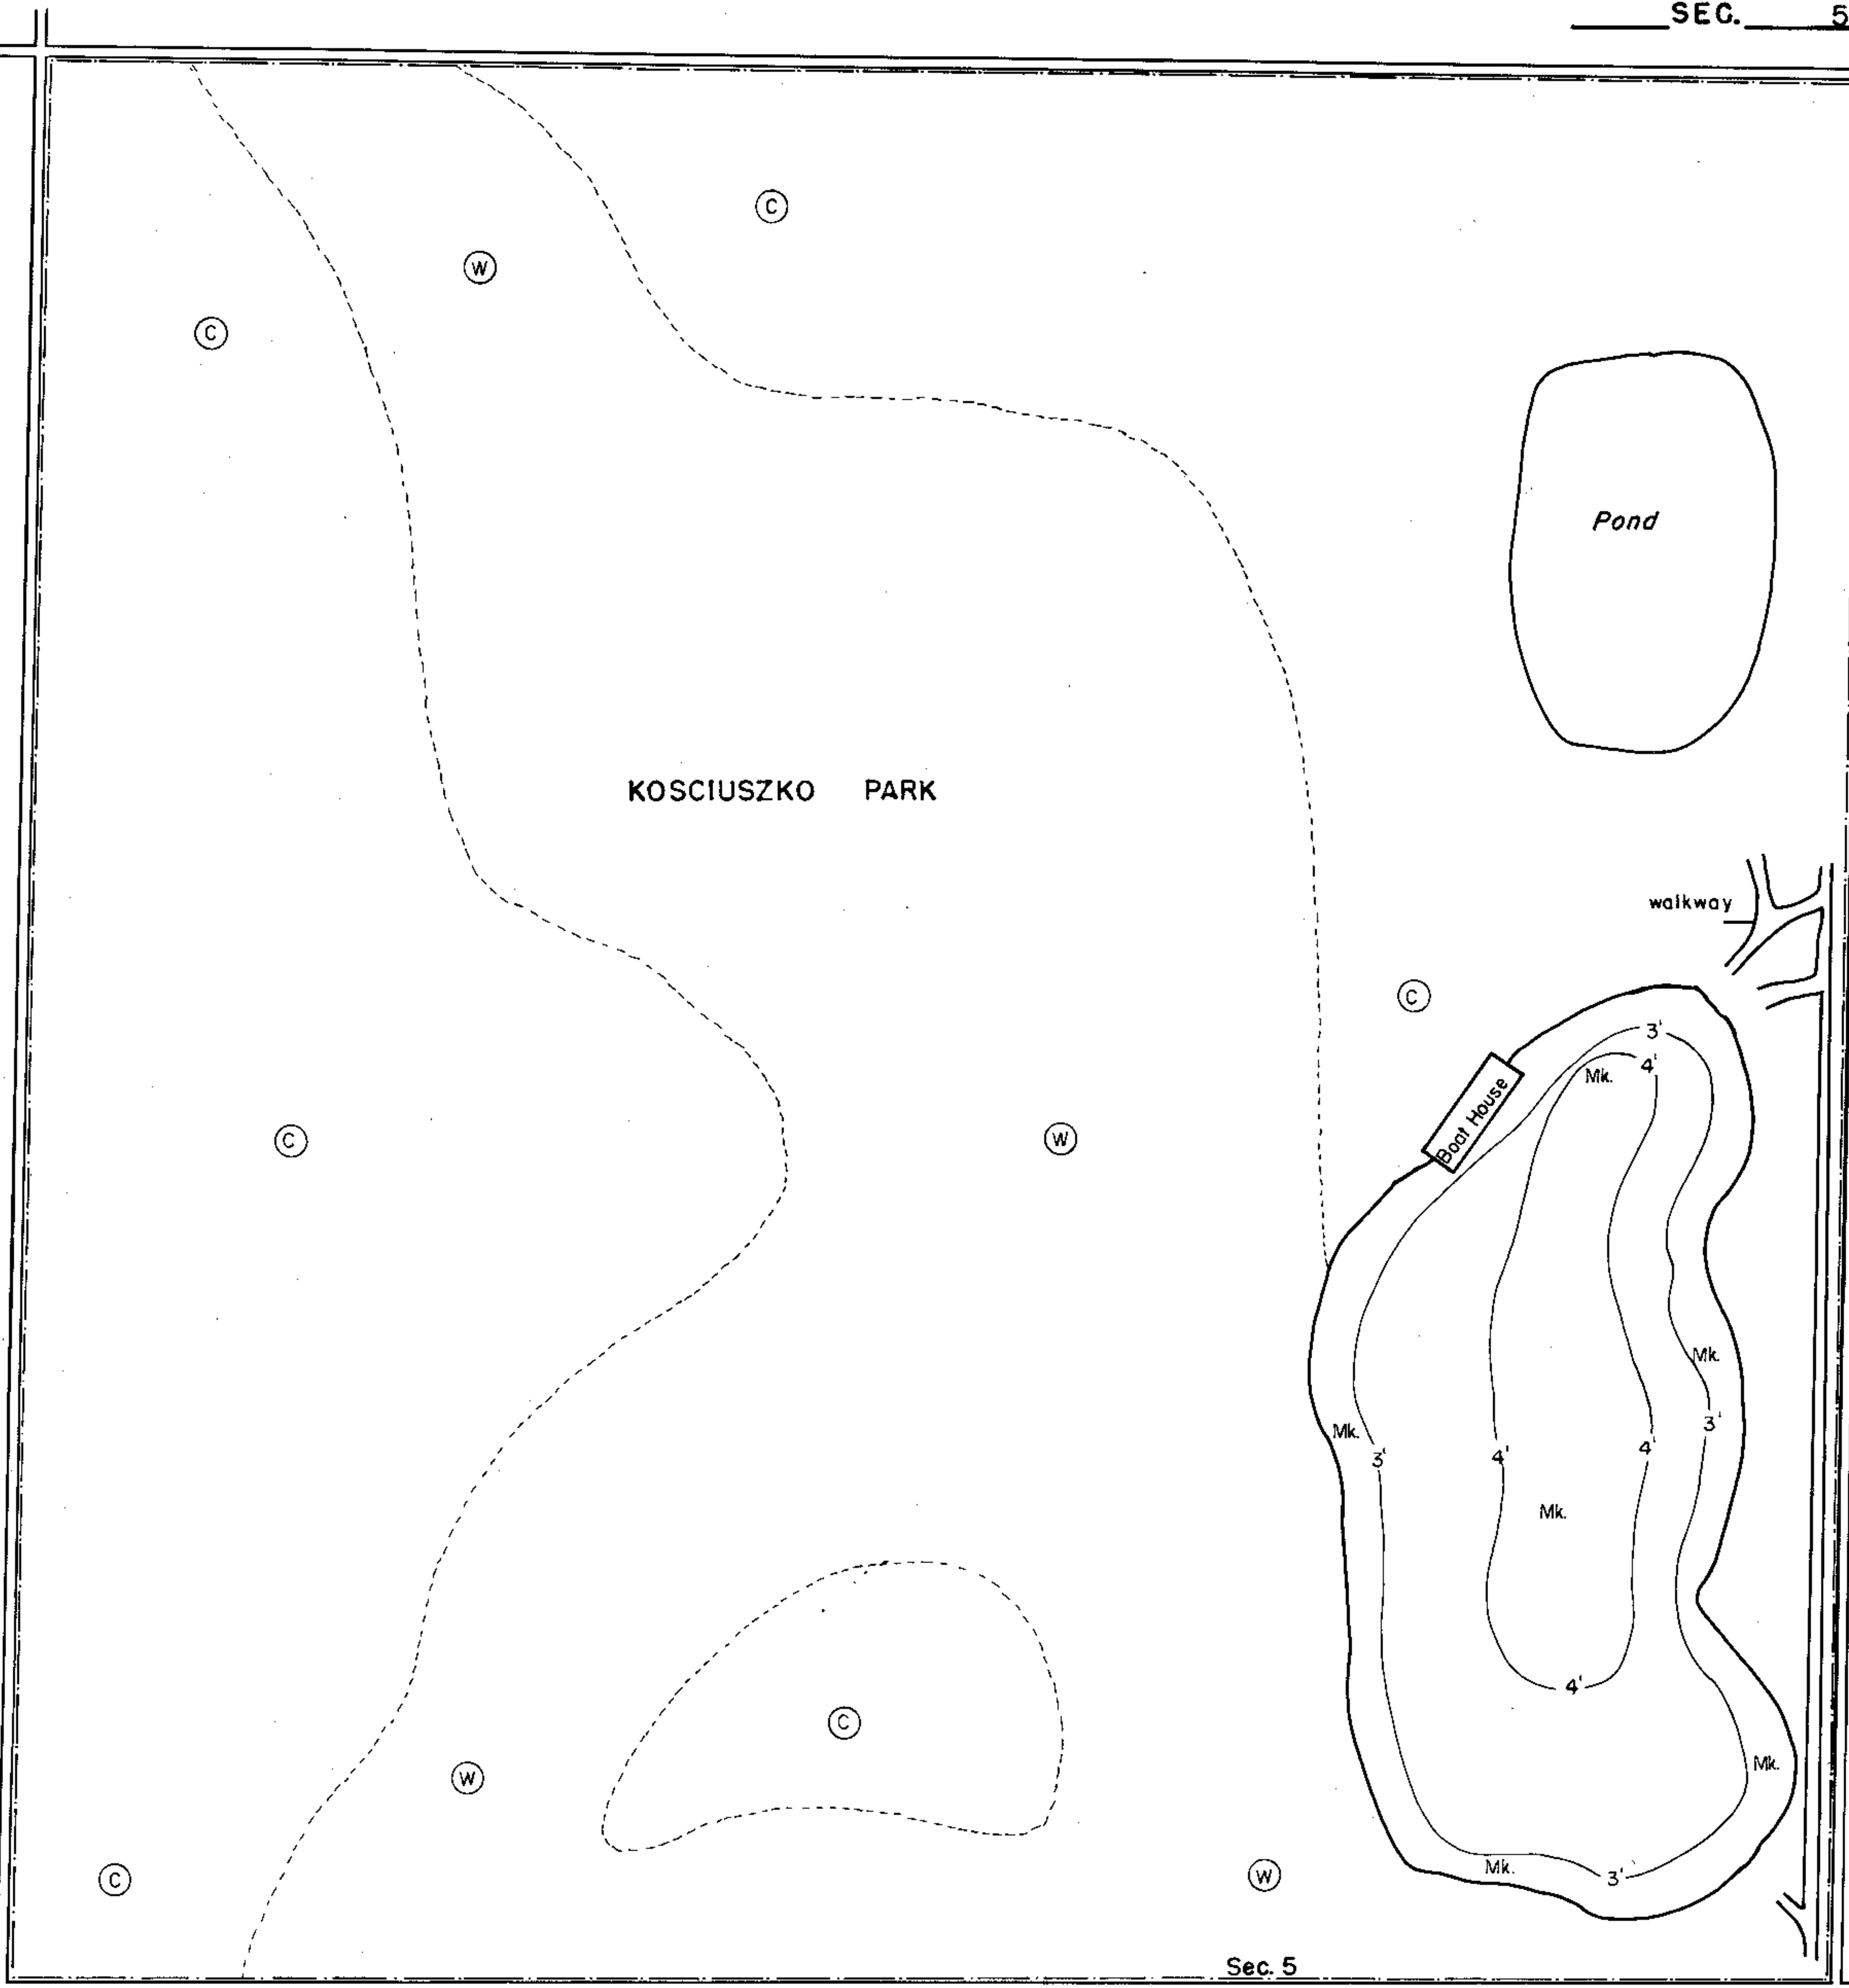 SEC. 5
C
W
C
Pond
KOSCIUSZKO PARK
walkway
C
3'
4'
Mk.
Boat House
C
W
Mk.
3'
Mk.
4'
4'
3'
Mk.
4'
C
Mk.
W
C
W
Mk.
3'
Sec. 5